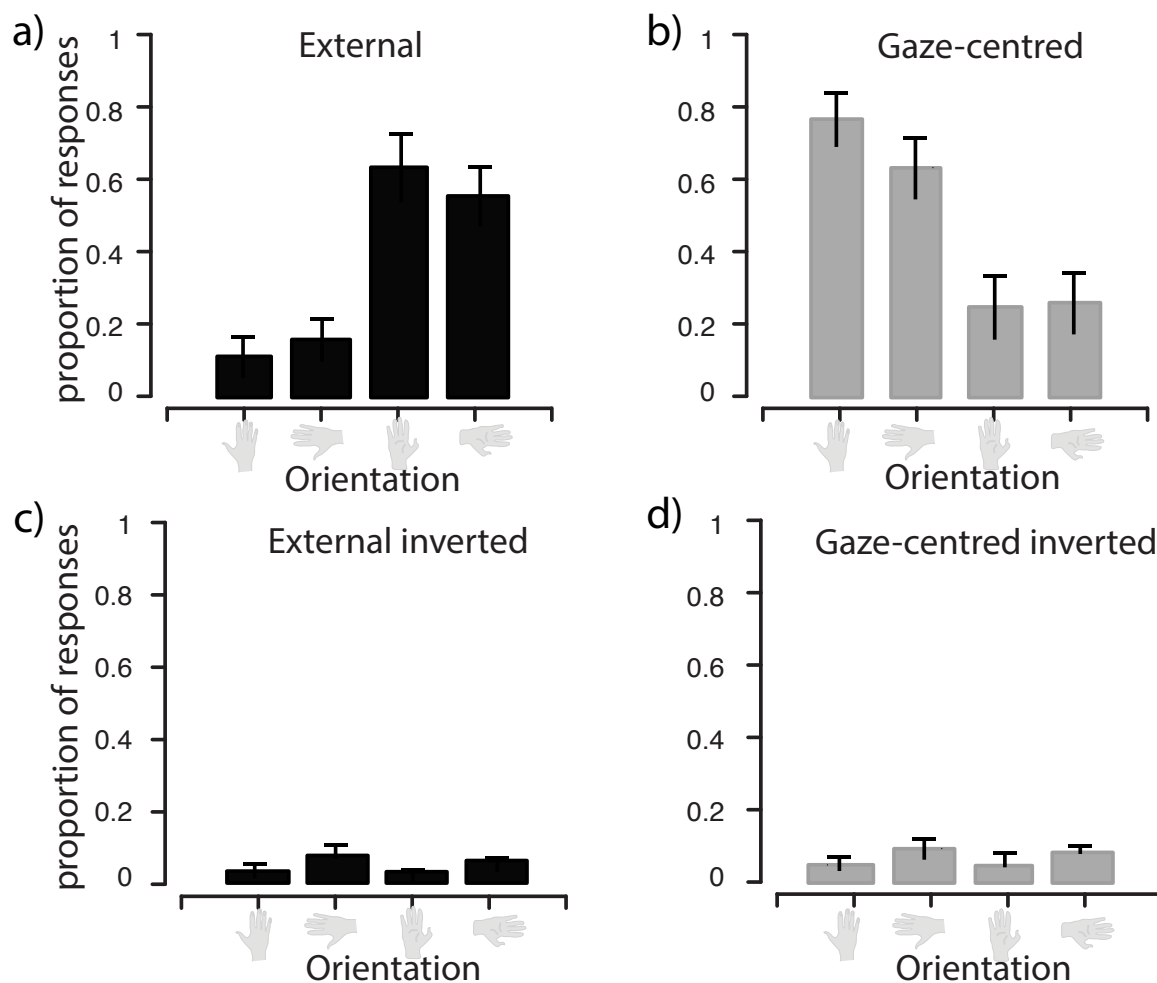 a)
External
proportion of responses
1
0.8
0.6
0.4
0.2
0
Orientation
b)
Gaze-centred
1
0.8
0.6
0.4
0.2
0
Orientation
c)
External inverted
proportion of responses
1
0.8
0.6
0.4
0.2
0
Orientation
d)
Gaze-centred inverted
1
0.8
0.6
0.4
0.2
0
Orientation